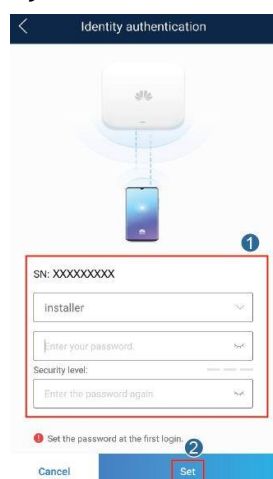 Identity authentication
1
SN: XXXXXXXXX
installer
Enter your password.
Security level:
Enter the password again
Set the password at the first login.
2
Cancel
Set